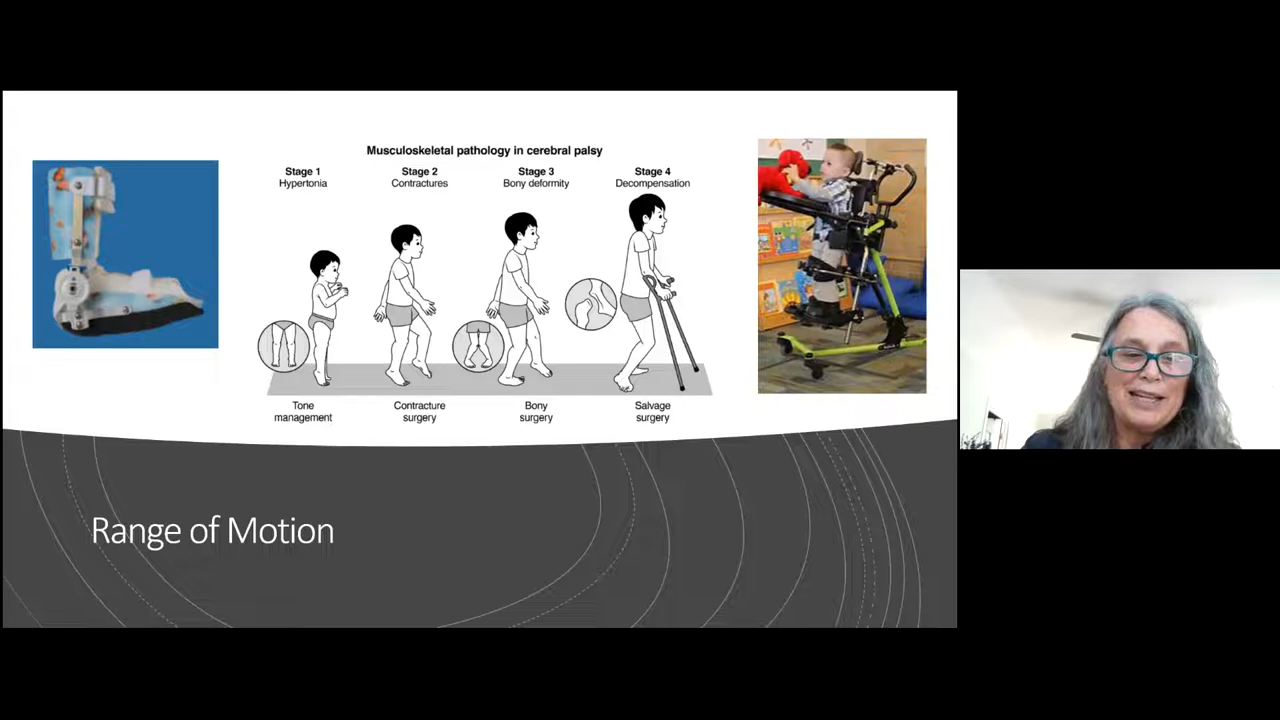 Musculoskeletal pathology in cerebral palsy
Stage 1
Hypertonia
Stage 2
Contractures
Stage 3
Bony deformity
Stage 4
Decompensation
Tone
management
Contracture
surgery
Bony
surgery
Salvage
surgery
Range of Motion